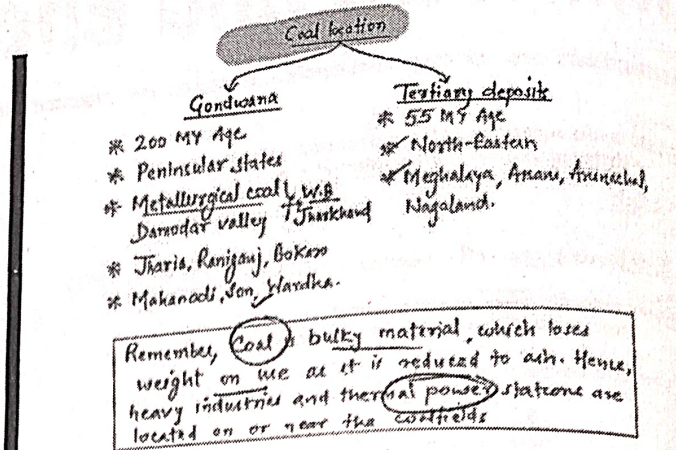 Coal location
Gondwana
* 200 MY Age
* Peninsular states
* Metallurgical coal W.B
Damodar valley Jharkhand
* Jharia, Raniganj, Bokaro
* Mahanadi, Son, Wardha.
Tertiary deposits
* 55 MY Age
* North-Eastern
* Meghalaya, Assam, Arunachal,
Nagaland.
Remember, Coal is bulky material, which loses
weight on use as it is reduced to ash. Hence,
heavy industries and thermal power stations are
located on or near the coalfields